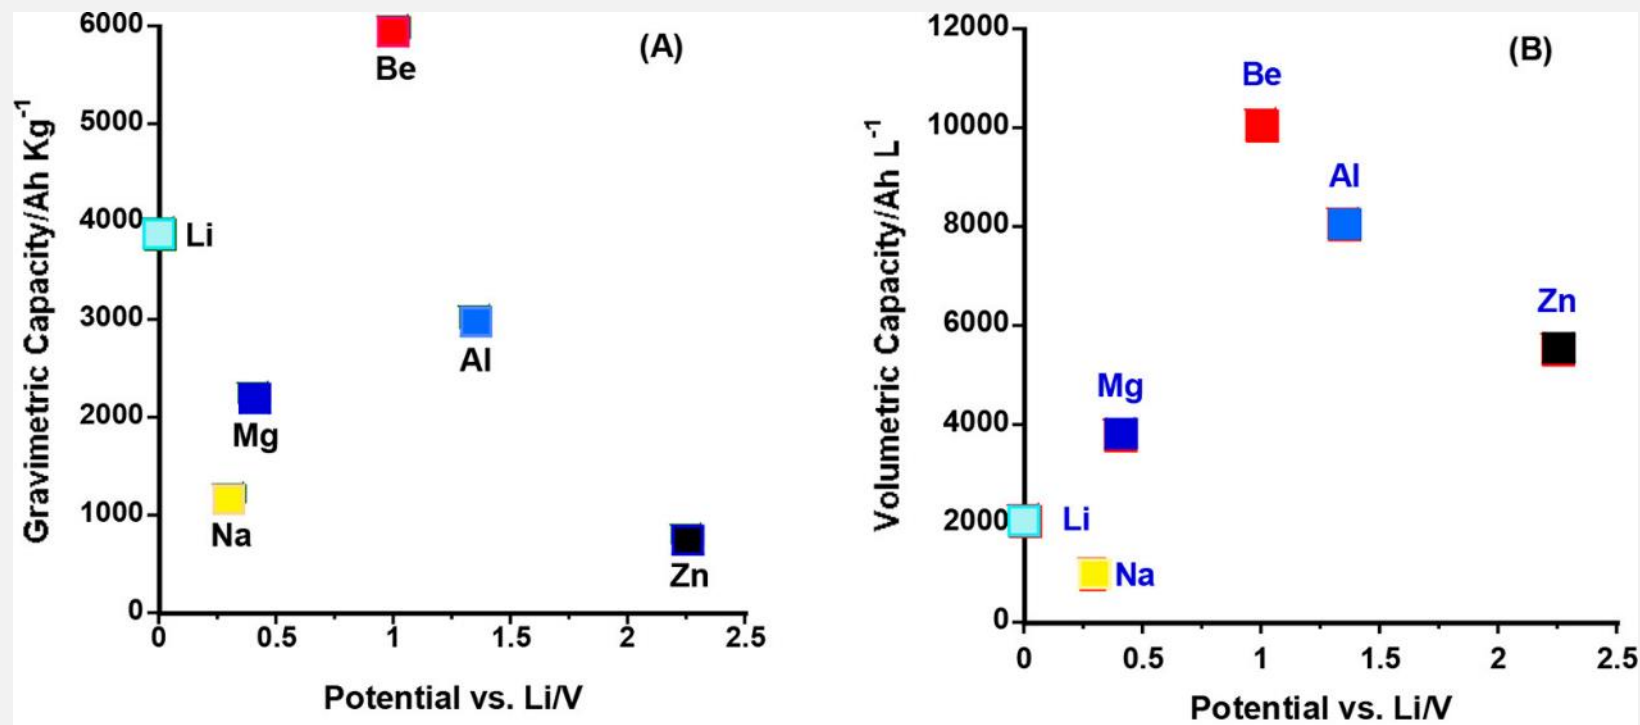 6000
5000
4000
3000
2000
1000
0
Gravimetric Capacity/Ah Kg⁻¹
(A)
Be
Li
Al
Mg
Na
Zn
0 0.5 1 1.5 2 2.5
Potential vs. Li/V
12000
10000
8000
6000
4000
2000
0
Volumetric Capacity/Ah L⁻¹
(B)
Be
Al
Zn
Mg
Li
Na
0 0.5 1 1.5 2 2.5
Potential vs. Li/V